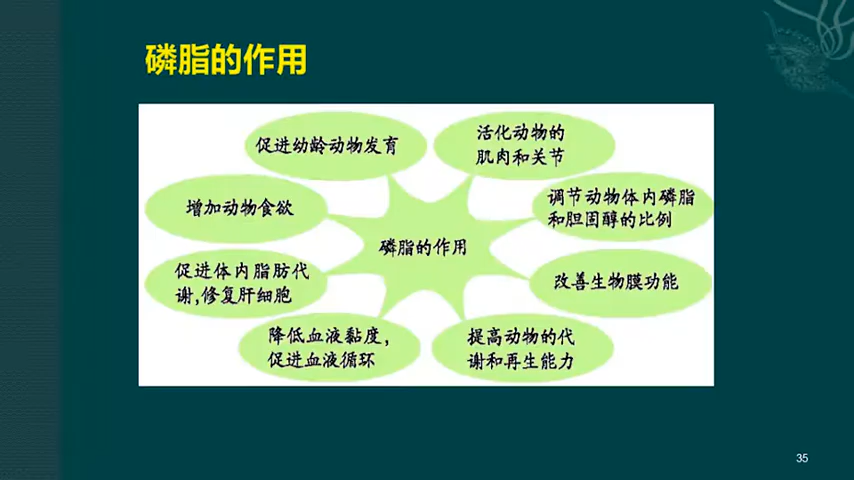 磷脂的作用
促进幼龄动物发育
活化动物的
肌肉和关节
增加动物食欲
调节动物体内磷脂
和胆固醇的比例
磷脂的作用
促进体内脂肪代
谢,修复肝细胞
改善生物膜功能
降低血液黏度,
促进血液循环
提高动物的代
谢和再生能力
35